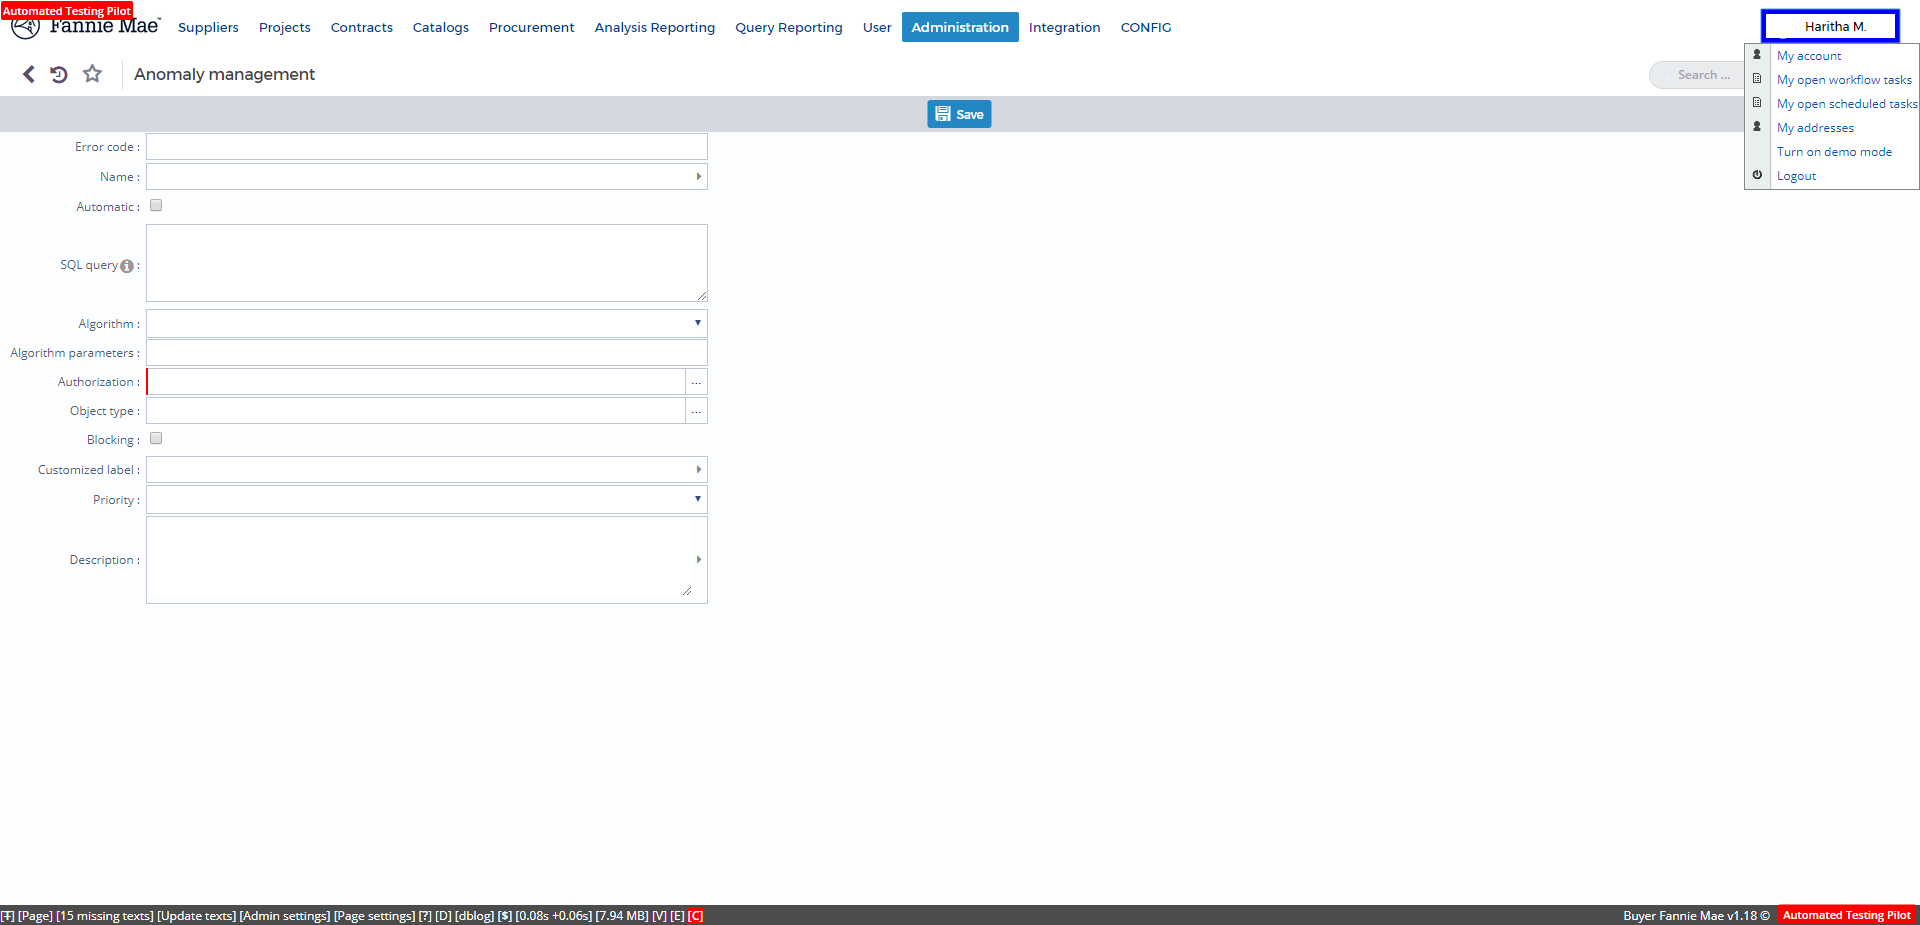 Automated Testing Pilot
Fannie Mae
Suppliers Projects Contracts Catalogs Procurement Analysis Reporting Query Reporting User Administration Integration CONFIG
Haritha M.
My account
My open workflow tasks
My open scheduled tasks
My addresses
Turn on demo mode
Logout
Anomaly management
Search ...
Save
Error code :
Name :
Automatic :
SQL query :
Algorithm :
Algorithm parameters :
Authorization : ...
Object type : ...
Blocking :
Customized label :
Priority :
Description :
[T] [Page] [15 missing texts] [Update texts] [Admin settings] [Page settings] [?] [D] [dblog] [$] [0.08s +0.06s] [7.94 MB] [V] [E] [C]
Buyer Fannie Mae v1.18 © Automated Testing Pilot